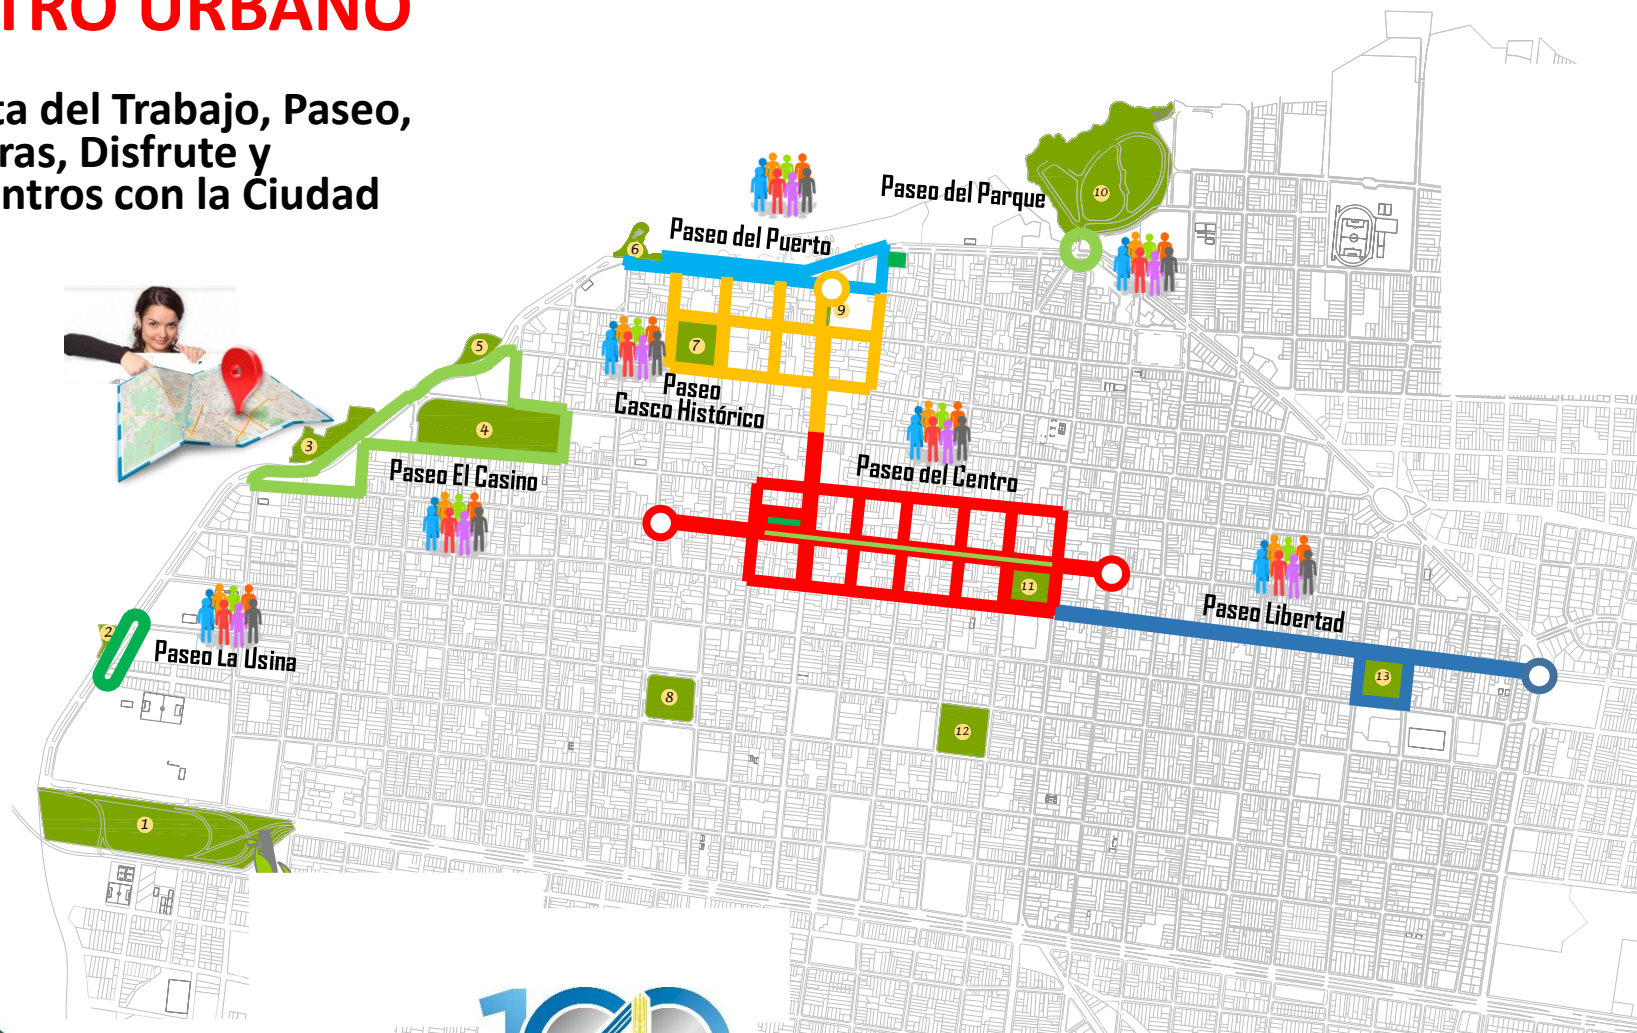 TRO URBANO
ta del Trabajo, Paseo,
ras, Disfrute y
ntros con la Ciudad
Paseo del Parque
10
Paseo del Puerto
6
9
7
5
Paseo
Casco Histórico
4
3
Paseo El Casino
Paseo del Centro
11
Paseo Libertad
2
Paseo La Usina
13
8
12
1
100